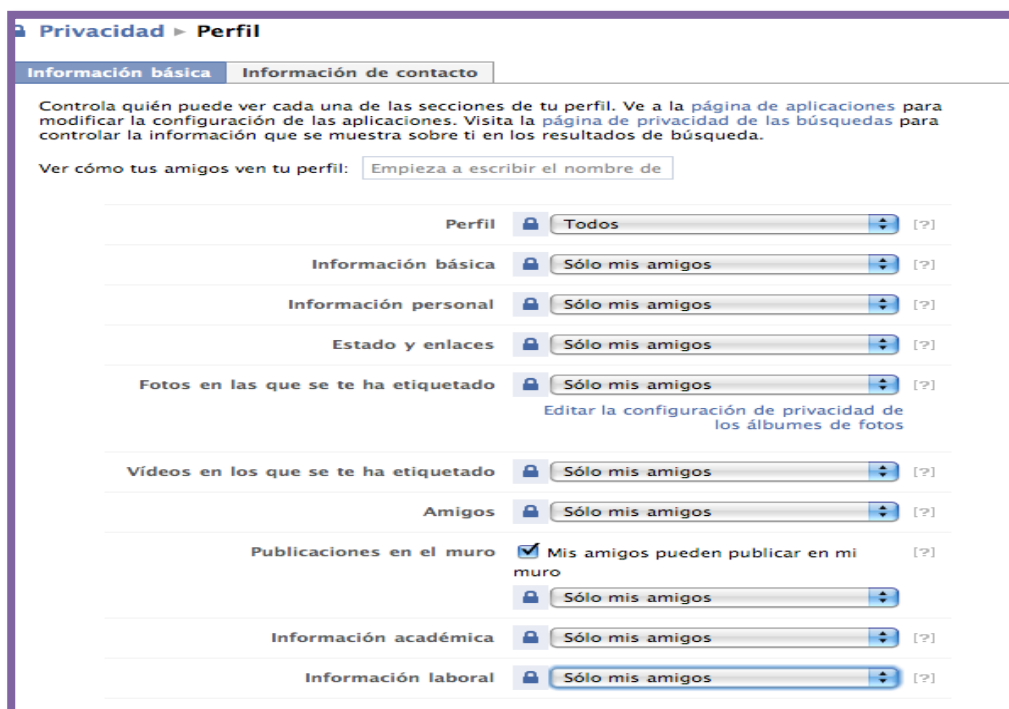 Privacidad ► Perfil
Información básica Información de contacto
Controla quién puede ver cada una de las secciones de tu perfil. Ve a la página de aplicaciones para
modificar la configuración de las aplicaciones. Visita la página de privacidad de las búsquedas para
controlar la información que se muestra sobre ti en los resultados de búsqueda.
Ver cómo tus amigos ven tu perfil: Empieza a escribir el nombre de
Perfil Todos [?]
Información básica Sólo mis amigos [?]
Información personal Sólo mis amigos [?]
Estado y enlaces Sólo mis amigos [?]
Fotos en las que se te ha etiquetado Sólo mis amigos [?]
Editar la configuración de privacidad de
los álbumes de fotos
Vídeos en los que se te ha etiquetado Sólo mis amigos [?]
Amigos Sólo mis amigos [?]
Publicaciones en el muro Mis amigos pueden publicar en mi [?]
muro
Sólo mis amigos
Información académica Sólo mis amigos [?]
Información laboral Sólo mis amigos [?]